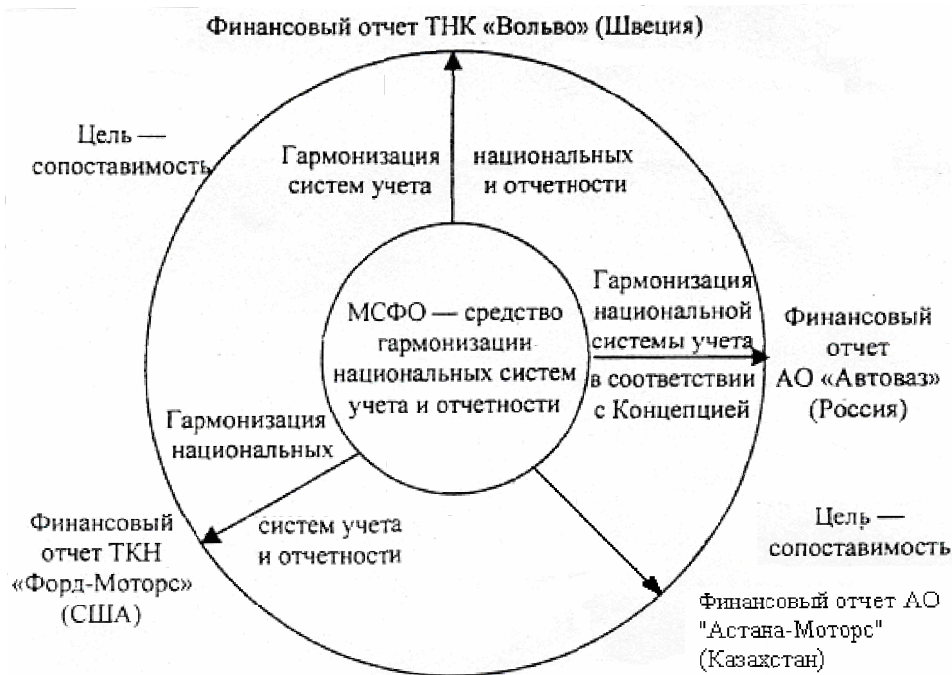 Финансовый отчет ТНК «Вольво» (Швеция)
Цель —
сопоставимость
Гармонизация
систем учета
национальных
и отчетности
МСФО — средство
гармонизации
национальных систем
учета и отчетности
Гармонизация
национальной
системы учета
в соответствии
с Концепцией
Финансовый
отчет
АО «Автоваз»
(Россия)
Гармонизация
национальных
систем учета
и отчетности
Финансовый
отчет ТКН
«Форд-Моторс»
(США)
Цель —
сопоставимость
Финансовый отчет АО
"Астана-Моторс"
(Казахстан)